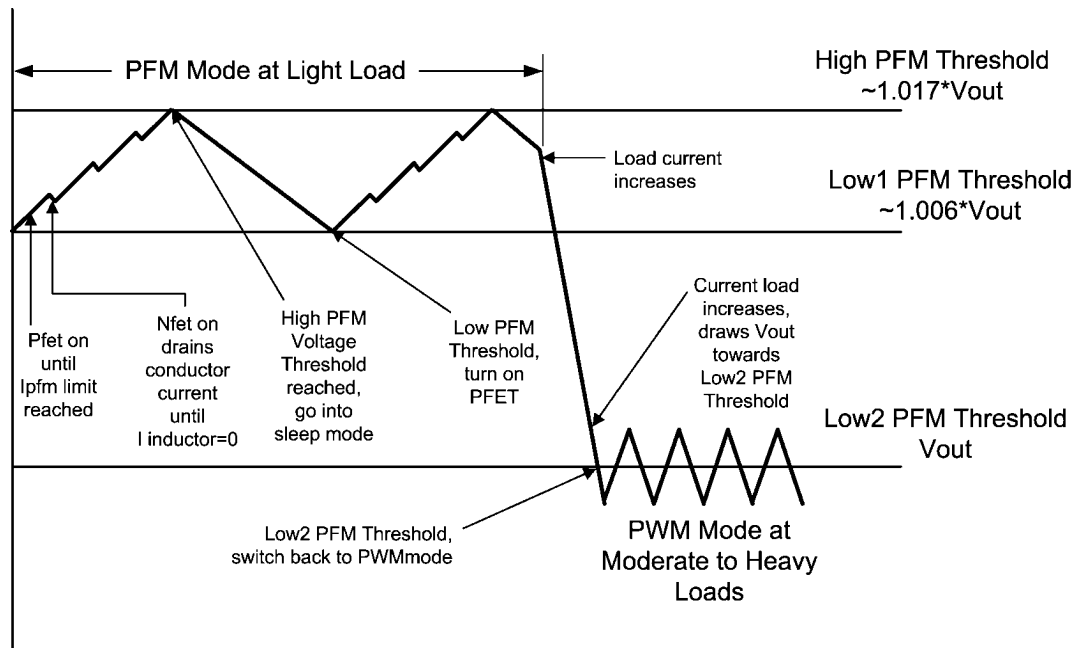 PFM Mode at Light Load
High PFM Threshold
~1.017*Vout
Load current
increases
Low1 PFM Threshold
~1.006*Vout
Pfet on
until
Ipfm limit
reached
Nfet on
drains
conductor
current
until
I inductor=0
High PFM
Voltage
Threshold
reached,
go into
sleep mode
Low PFM
Threshold,
turn on
PFET
Current load
increases,
draws Vout
towards
Low2 PFM
Threshold
Low2 PFM Threshold
Vout
Low2 PFM Threshold,
switch back to PWMmode
PWM Mode at
Moderate to Heavy
Loads